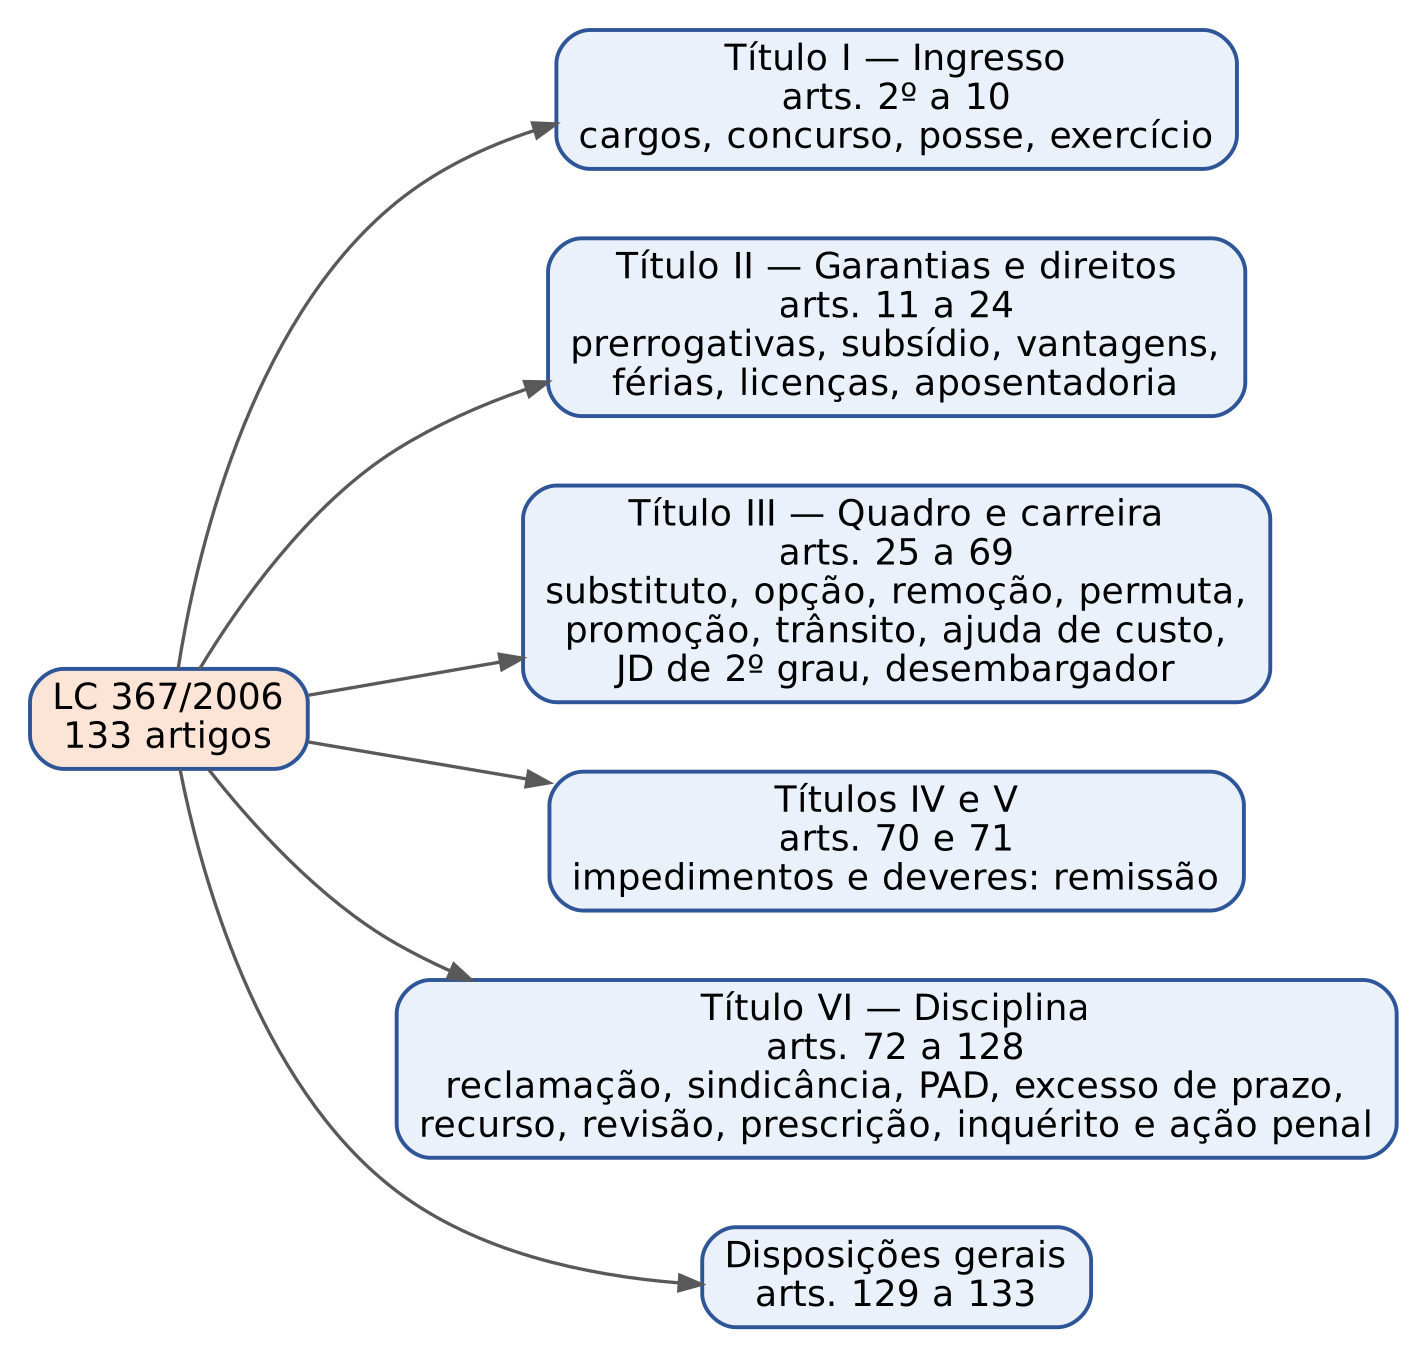 Título I — Ingresso
arts. 2º a 10
cargos, concurso, posse, exercício
Título II — Garantias e direitos
arts. 11 a 24
prerrogativas, subsídio, vantagens,
férias, licenças, aposentadoria
Título III — Quadro e carreira
arts. 25 a 69
substituto, opção, remoção, permuta,
promoção, trânsito, ajuda de custo,
JD de 2º grau, desembargador
LC 367/2006
133 artigos
Títulos IV e V
arts. 70 e 71
impedimentos e deveres: remissão
Título VI — Disciplina
arts. 72 a 128
reclamação, sindicância, PAD, excesso de prazo,
recurso, revisão, prescrição, inquérito e ação penal
Disposições gerais
arts. 129 a 133